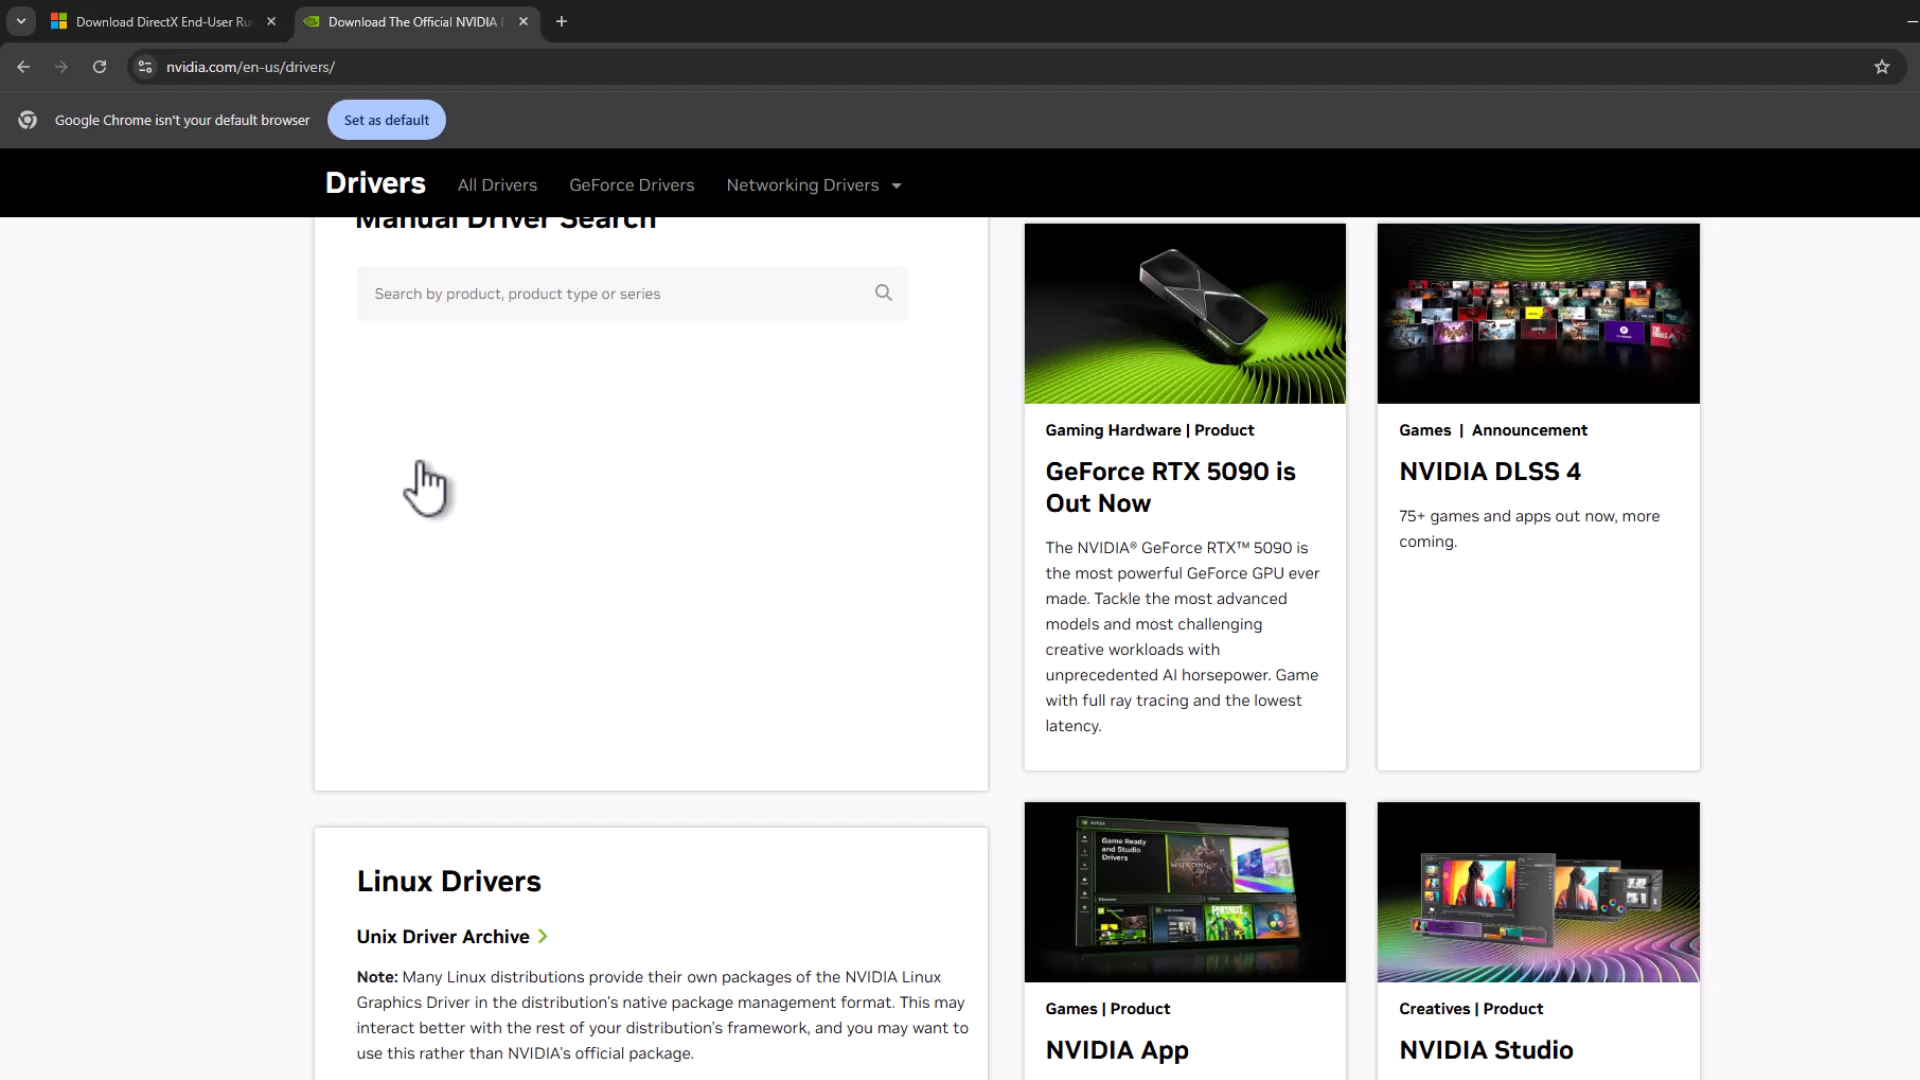 Download DirectX End-User Ru
Download The Official NVIDIA
nvidia.com/en-us/drivers/
Google Chrome isn't your default browser
Set as default
Drivers
All Drivers
GeForce Drivers
Networking Drivers
Manual Driver Search
Search by product, product type or series
Linux Drivers
Unix Driver Archive
Note: Many Linux distributions provide their own packages of the NVIDIA Linux
Graphics Driver in the distribution's native package management format. This may
interact better with the rest of your distribution's framework, and you may want to
use this rather than NVIDIA's official package.
Gaming Hardware | Product
GeForce RTX 5090 is
Out Now
The NVIDIA® GeForce RTX™ 5090 is
the most powerful GeForce GPU ever
made. Tackle the most advanced
models and most challenging
creative workloads with
unprecedented AI horsepower. Game
with full ray tracing and the lowest
latency.
Games | Announcement
NVIDIA DLSS 4
75+ games and apps out now, more
coming.
Game Ready
and Studio
Drivers
WUKONG
FORTNITE
Games | Product
NVIDIA App
Creatives | Product
NVIDIA Studio